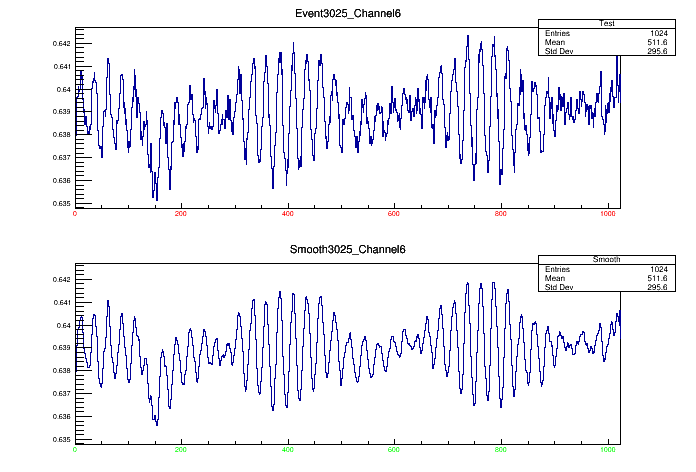 Event3025_Channel6
Test
Entries 1024
Mean 511.6
Std Dev 295.6
0.642
0.641
0.64
0.639
0.638
0.637
0.636
0.635
0 200 400 600 800 1000
Smooth3025_Channel6
Smooth
Entries 1024
Mean 511.6
Std Dev 295.6
0.642
0.641
0.64
0.639
0.638
0.637
0.636
0.635
0 200 400 600 800 1000